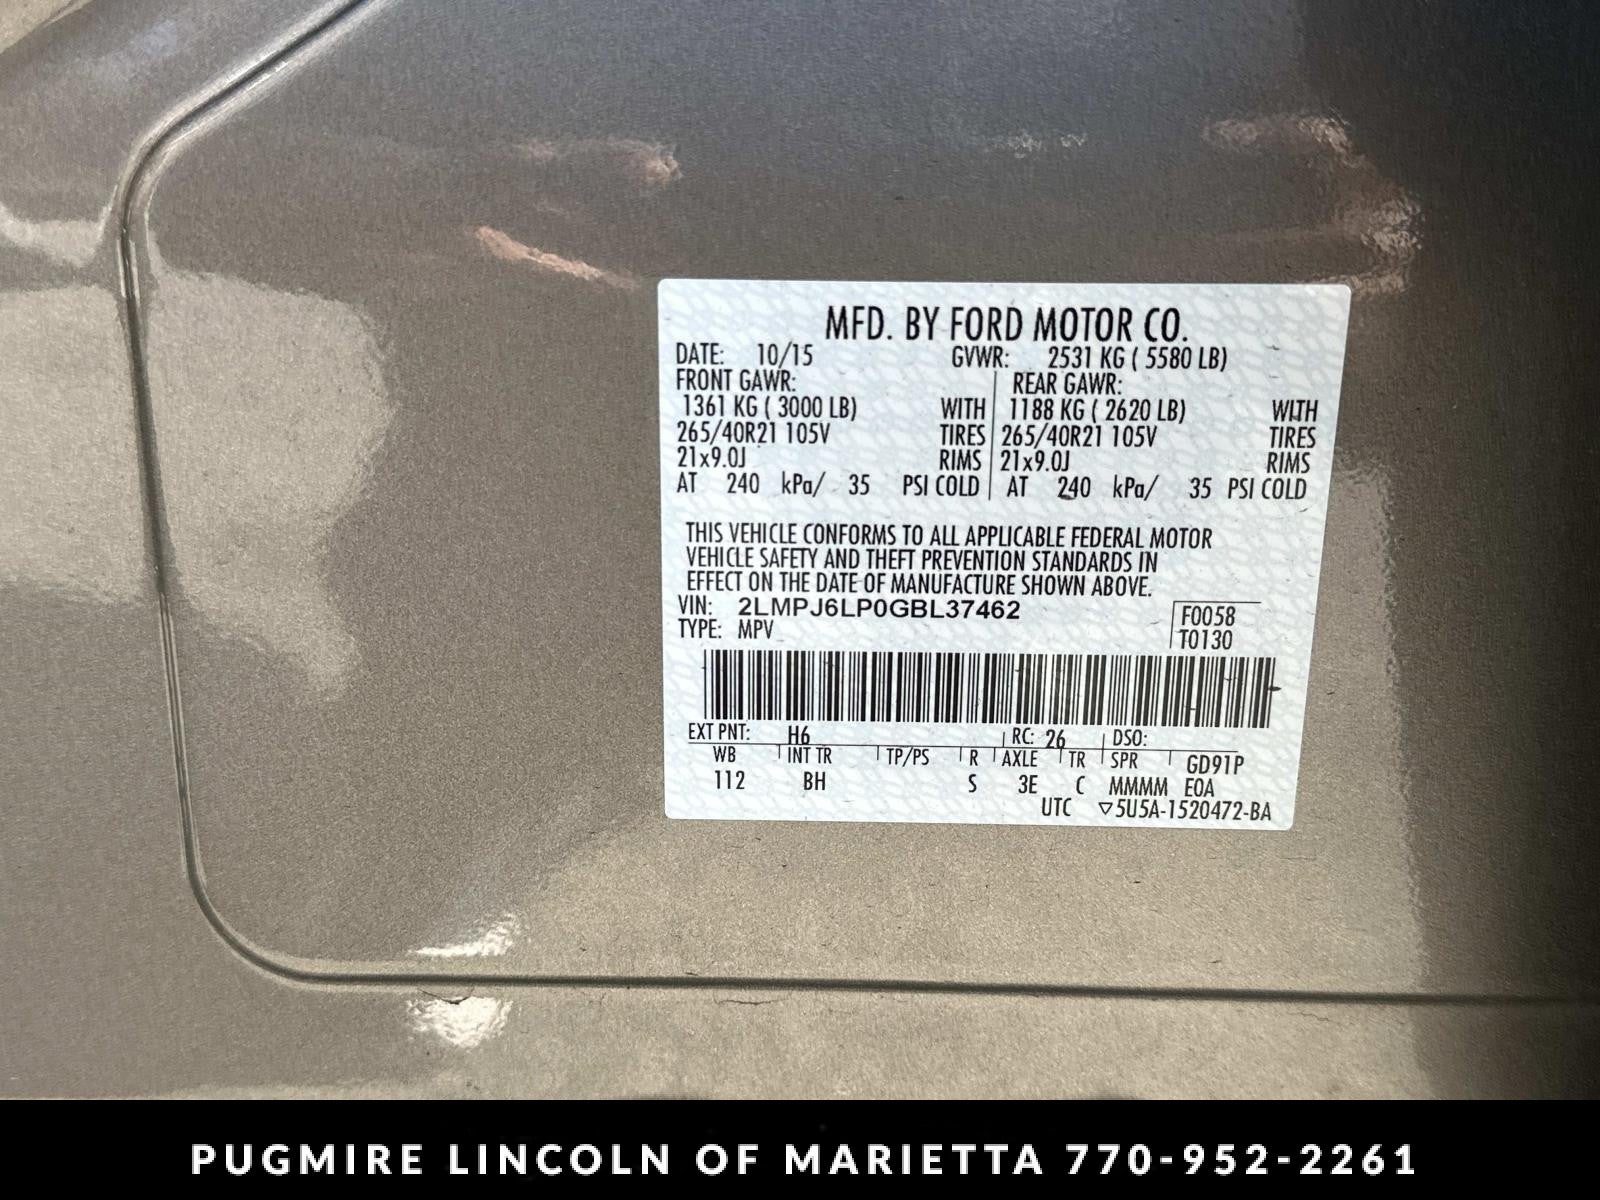 MFD. BY FORD MOTOR CO.
DATE: 10/15 GVWR: 2531 KG ( 5580 LB)
FRONT GAWR: REAR GAWR:
1361 KG ( 3000 LB) WITH 1188 KG ( 2620 LB) WITH
265/40R21 105V TIRES 265/40R21 105V TIRES
21x9.0J RIMS 21x9.0J RIMS
AT 240 kPa/ 35 PSI COLD AT 240 kPa/ 35 PSI COLD
THIS VEHICLE CONFORMS TO ALL APPLICABLE FEDERAL MOTOR
VEHICLE SAFETY AND THEFT PREVENTION STANDARDS IN
EFFECT ON THE DATE OF MANUFACTURE SHOWN ABOVE.
VIN: 2LMPJ6LP0GBL37462 F0058
TYPE: MPV T0130
EXT PNT: H6 RC: 26 DSO:
WB INT TR TP/PS R AXLE TR SPR GD91P
112 BH S 3E C MMMM E0A
UTC ▽5U5A-1520472-BA
PUGMIRE LINCOLN OF MARIETTA 770-952-2261